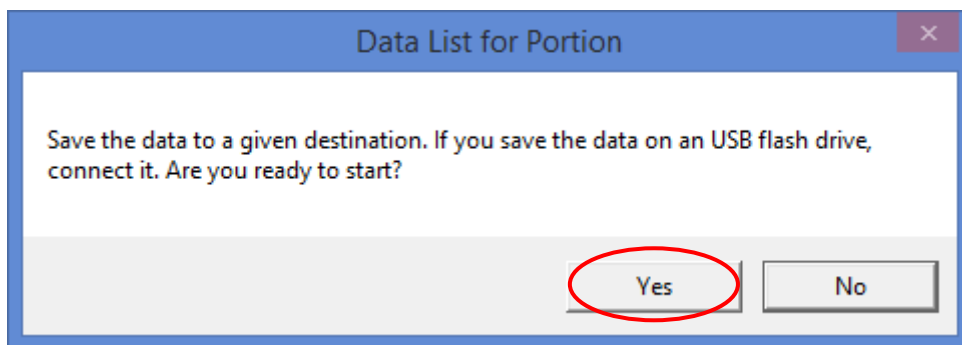 Data List for Portion
Save the data to a given destination. If you save the data on an USB flash drive,
connect it. Are you ready to start?
Yes
No